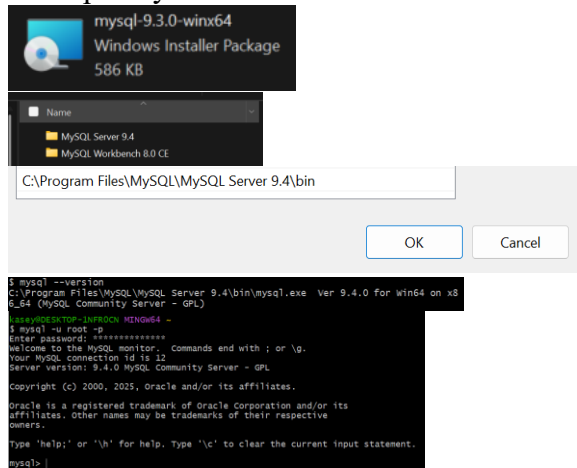 mysql-9.3.0-winx64
Windows Installer Package
586 KB
Name
MySQL Server 9.4
MySQL Workbench 8.0 CE
C:\Program Files\MySQL\MySQL Server 9.4\bin
OK Cancel
$ mysql --version
C:\Program Files\MySQL\MySQL Server 9.4\bin\mysql.exe  Ver 9.4.0 for Win64 on x8
6_64 (MySQL Community Server - GPL)
kasey@DESKTOP-1NFROCN MINGW64 ~
$ mysql -u root -p
Enter password: **************
Welcome to the MySQL monitor.  Commands end with ; or \g.
Your MySQL connection id is 12
Server version: 9.4.0 MySQL Community Server - GPL
Copyright (c) 2000, 2025, Oracle and/or its affiliates.
Oracle is a registered trademark of Oracle Corporation and/or its
affiliates. Other names may be trademarks of their respective
owners.
Type 'help;' or '\h' for help. Type '\c' to clear the current input statement.
mysql>